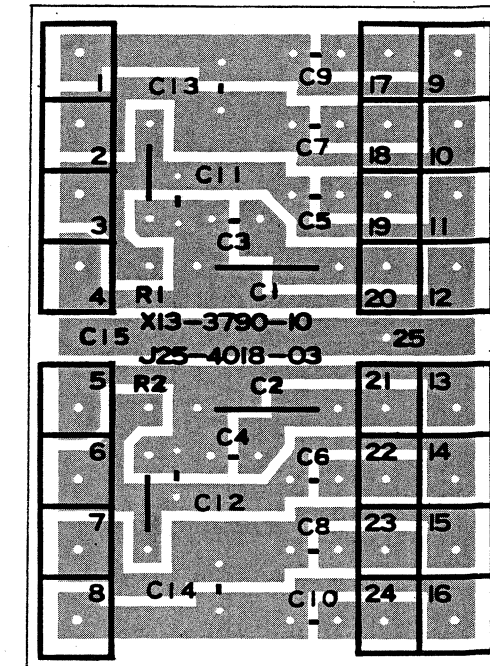 1 C13 C9 17 9
2 C7 18 10
C11
3 C3 C5 19 11
4 R1 C1 20 12
X13-3790-10
C15 25
J25-4018-03
5 R2 C2 21 13
6 C4 C6 22 14
C12
7 C8 23 15
8 C14 C10 24 16